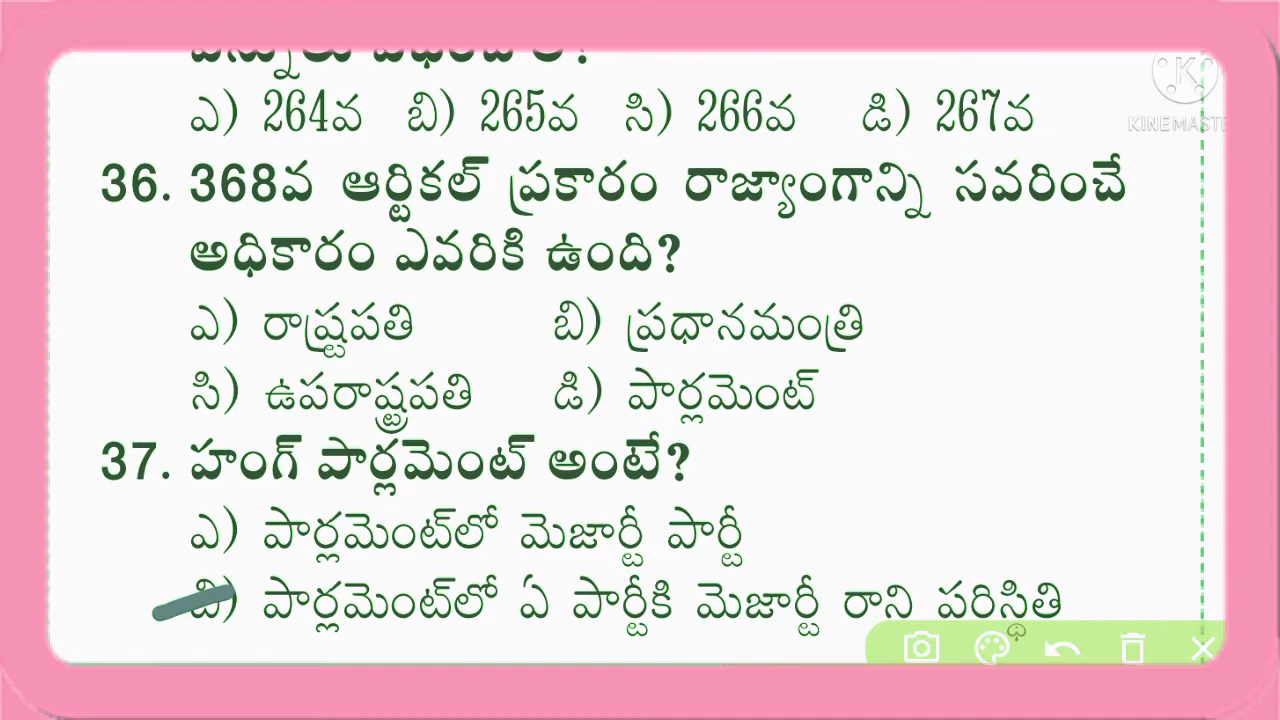 ఎ) 264వ బి) 265వ సి) 266వ డి) 267వ
36. 368వ ఆర్టికల్ ప్రకారం రాజ్యాంగాన్ని సవరించే
అధికారం ఎవరికి ఉంది?
ఎ) రాష్ట్రపతి బి) ప్రధానమంత్రి
సి) ఉపరాష్ట్రపతి డి) పార్లమెంట్
37. హంగ్ పార్లమెంట్ అంటే?
ఎ) పార్లమెంట్‌లో మెజార్టీ పార్టీ
బి) పార్లమెంట్‌లో ఏ పార్టీకి మెజార్టీ రాని పరిస్థితి
K
KINEMASTE